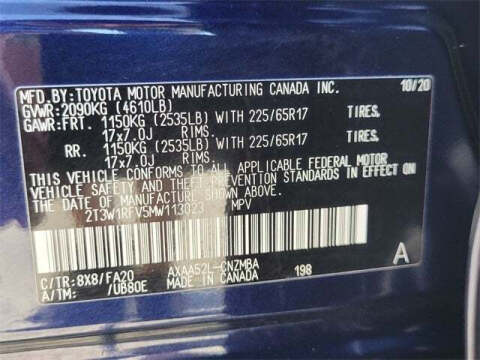 MFD.BY:TOYOTA MOTOR MANUFACTURING CANADA INC. 10/20
GVWR:2090KG (4610LB)
GAWR:FRT. 1150KG (2535LB) WITH 225/65R17 TIRES,
17x7.0J RIMS,
RR. 1150KG (2535LB) WITH 225/65R17 TIRES,
17x7.0J RIMS.
THIS VEHICLE CONFORMS TO ALL APPLICABLE FEDERAL MOTOR
VEHICLE SAFETY AND THEFT PREVENTION STANDARDS IN EFFECT ON
THE DATE OF MANUFACTURE SHOWN ABOVE.
2T3W1RFV5MW113023 MPV
C/TR:8X8/FA20 AXAA52L-CNZMBA 198 A
A/TM: /UB80E MADE IN CANADA